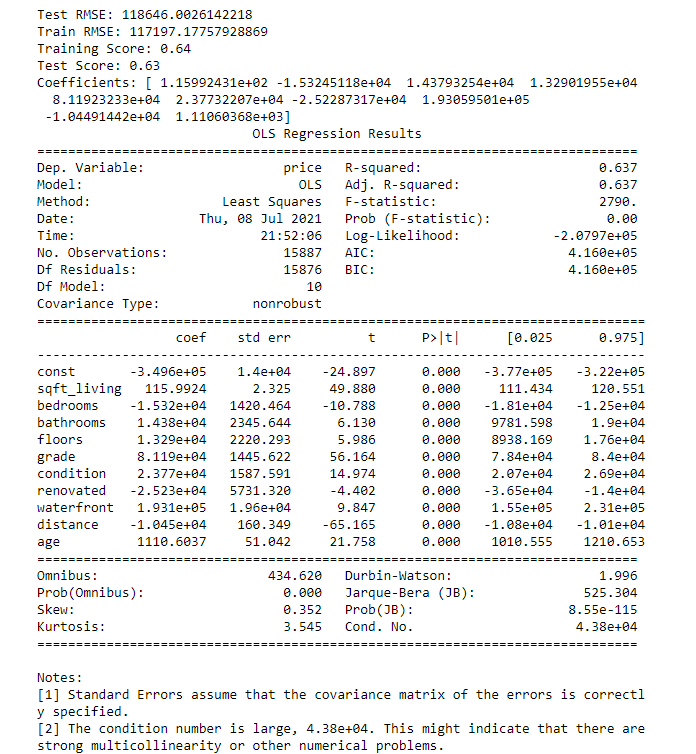 Test RMSE: 118646.0026142218
Train RMSE: 117197.17757928869
Training Score: 0.64
Test Score: 0.63
Coefficients: [ 1.15992431e+02 -1.53245118e+04  1.43793254e+04  1.32901955e+04
  8.11923233e+04  2.37732207e+04 -2.52287317e+04  1.93059501e+05
 -1.04491442e+04  1.11060368e+03]
                            OLS Regression Results
==============================================================================
Dep. Variable:                  price   R-squared:                       0.637
Model:                            OLS   Adj. R-squared:                  0.637
Method:                 Least Squares   F-statistic:                     2790.
Date:                Thu, 08 Jul 2021   Prob (F-statistic):               0.00
Time:                        21:52:06   Log-Likelihood:            -2.0797e+05
No. Observations:               15887   AIC:                         4.160e+05
Df Residuals:                   15876   BIC:                         4.160e+05
Df Model:                          10
Covariance Type:            nonrobust
===============================================================================
                  coef    std err          t      P>|t|      [0.025      0.975]
-------------------------------------------------------------------------------
const       -3.496e+05    1.4e+04    -24.897      0.000   -3.77e+05   -3.22e+05
sqft_living   115.9924      2.325     49.880      0.000     111.434     120.551
bedrooms    -1.532e+04   1420.464    -10.788      0.000   -1.81e+04   -1.25e+04
bathrooms    1.438e+04   2345.644      6.130      0.000    9781.598     1.9e+04
floors       1.329e+04   2220.293      5.986      0.000    8938.169    1.76e+04
grade        8.119e+04   1445.622     56.164      0.000    7.84e+04     8.4e+04
condition    2.377e+04   1587.591     14.974      0.000    2.07e+04    2.69e+04
renovated   -2.523e+04   5731.320     -4.402      0.000   -3.65e+04    -1.4e+04
waterfront   1.931e+05   1.96e+04      9.847      0.000    1.55e+05    2.31e+05
distance    -1.045e+04    160.349    -65.165      0.000   -1.08e+04   -1.01e+04
age          1110.6037     51.042     21.758      0.000    1010.555    1210.653
==============================================================================
Omnibus:                      434.620   Durbin-Watson:                   1.996
Prob(Omnibus):                  0.000   Jarque-Bera (JB):              525.304
Skew:                           0.352   Prob(JB):                    8.55e-115
Kurtosis:                       3.545   Cond. No.                     4.38e+04
==============================================================================

Notes:
[1] Standard Errors assume that the covariance matrix of the errors is correctl
y specified.
[2] The condition number is large, 4.38e+04. This might indicate that there are
strong multicollinearity or other numerical problems.